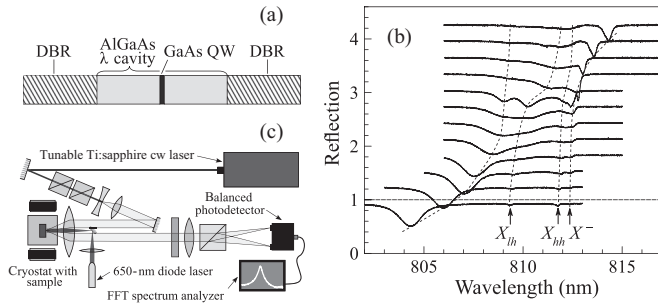 (a)
AlGaAs
DBR λ cavity GaAs QW DBR
(c)
Tunable Ti:sapphire cw laser
Balanced
photodetector
Cryostat with
sample
650-nm diode laser
FFT spectrum analyzer
(b)
Reflection
4
3
2
1
0
X_lh X_hh X^−
805 810 815
Wavelength (nm)